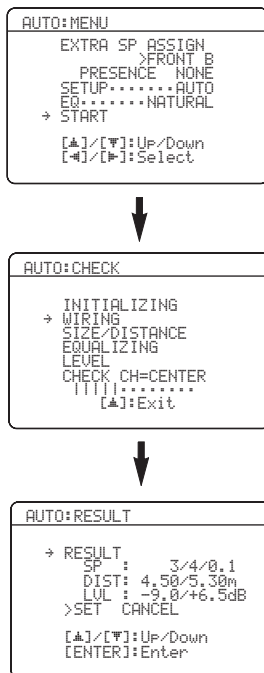 AUTO:MENU
EXTRA SP ASSIGN
>FRONT B
PRESENCE NONE
SETUP·······AUTO
EQ·······NATURAL
→ START
[▲]/[▼]:Up/Down
[◄]/[►]:Select
AUTO:CHECK
INITIALIZING
→ WIRING
SIZE/DISTANCE
EQUALIZING
LEVEL
CHECK CH=CENTER
|||||·········
[▲]:Exit
AUTO:RESULT
→ RESULT
SP : 3/4/0.1
DIST: 4.50/5.30m
LVL : -9.0/+6.5dB
>SET CANCEL
[▲]/[▼]:Up/Down
[ENTER]:Enter